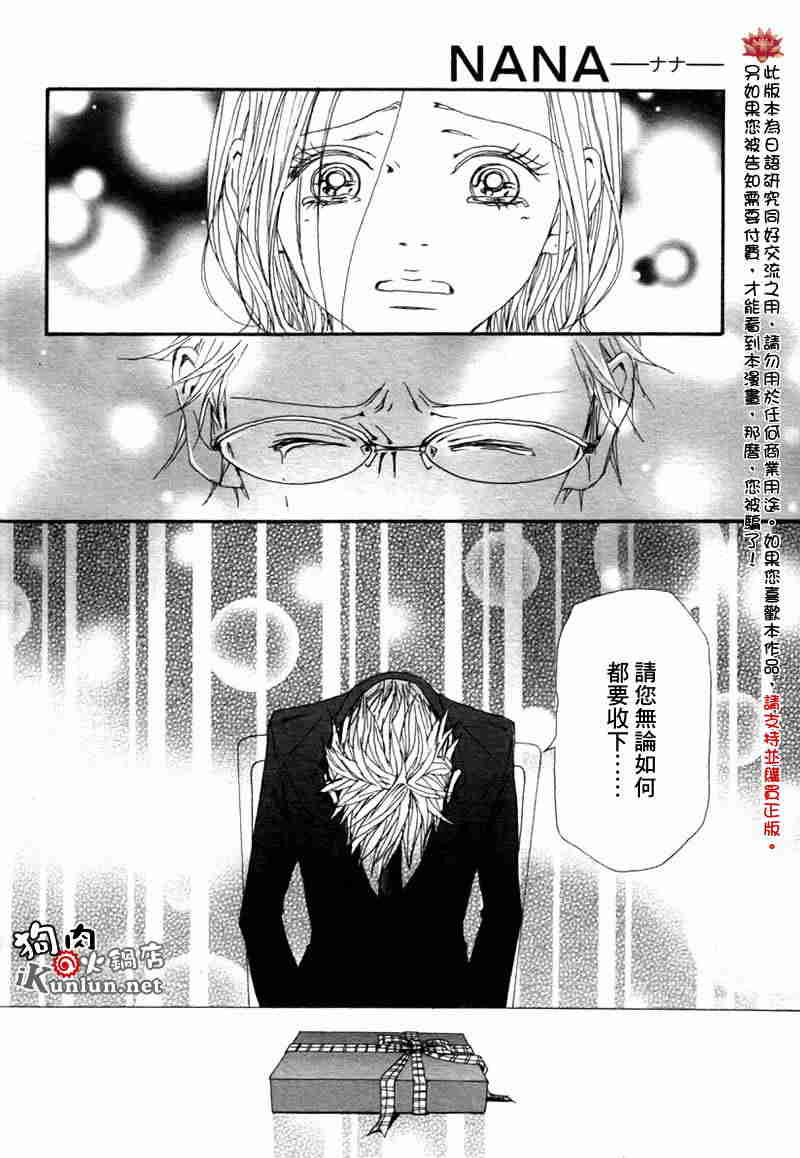 NANA——ナナ——
此版本為日語研究同好交流之用，請勿用於任何商業用途。如果您喜歡本作品，請支持並購買正版。
另如果您被告知需要付費，才能看到本漫畫，那麼，您被騙了！
請您無論如何
都要收下……
狗肉
火鍋店
iKunlun.net